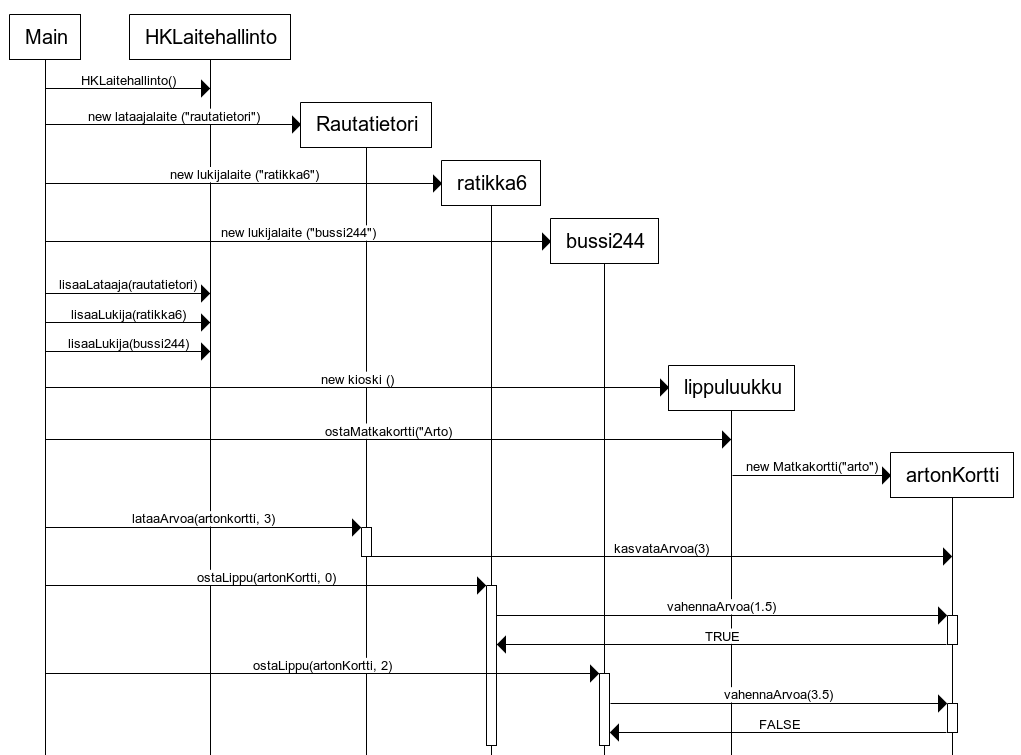 Main
HKLaitehallinto
HKLaitehallinto()
new lataajalaite ("rautatietori")
Rautatietori
new lukijalaite ("ratikka6")
ratikka6
new lukijalaite ("bussi244")
bussi244
lisaaLataaja(rautatietori)
lisaaLukija(ratikka6)
lisaaLukija(bussi244)
new kioski ()
lippuluukku
ostaMatkakortti("Arto)
new Matkakortti("arto")
artonKortti
lataaArvoa(artonkortti, 3)
kasvataArvoa(3)
ostaLippu(artonKortti, 0)
vahennaArvoa(1.5)
TRUE
ostaLippu(artonKortti, 2)
vahennaArvoa(3.5)
FALSE